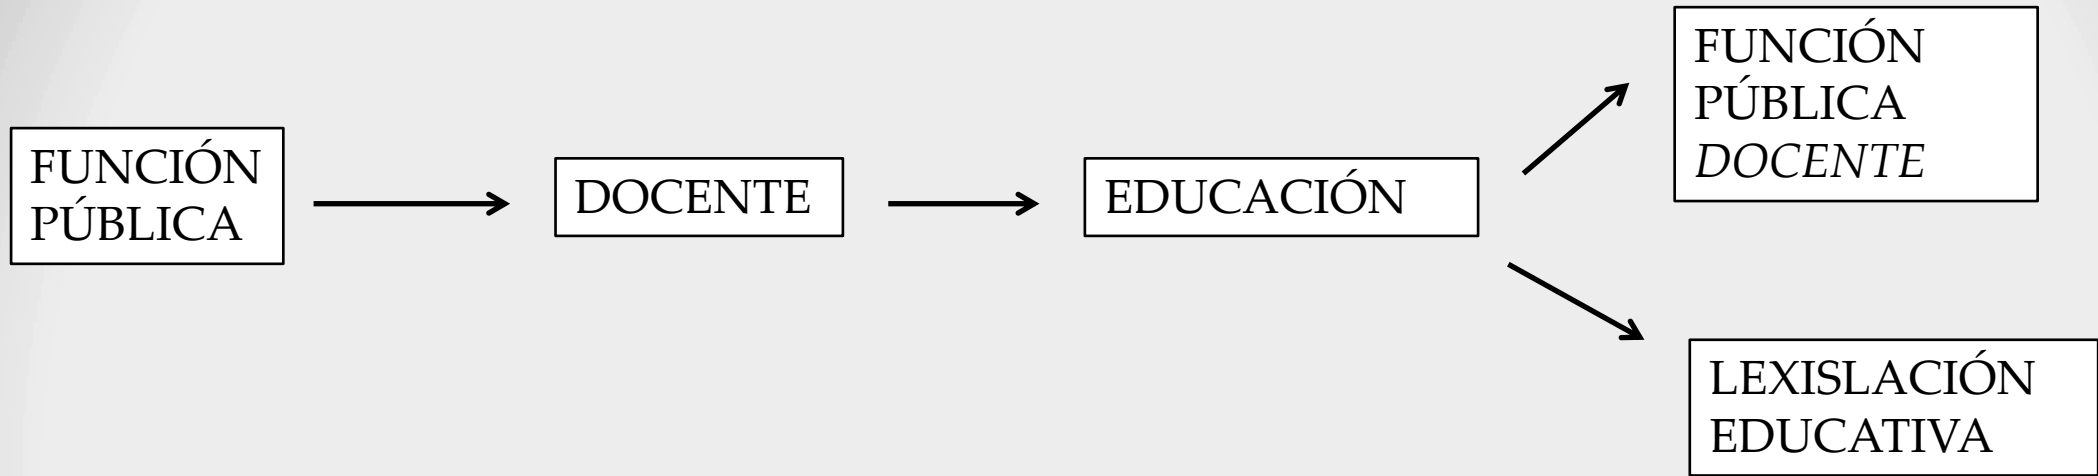 FUNCIÓN
PÚBLICA
DOCENTE
EDUCACIÓN
FUNCIÓN
PÚBLICA
DOCENTE
LEXISLACIÓN
EDUCATIVA